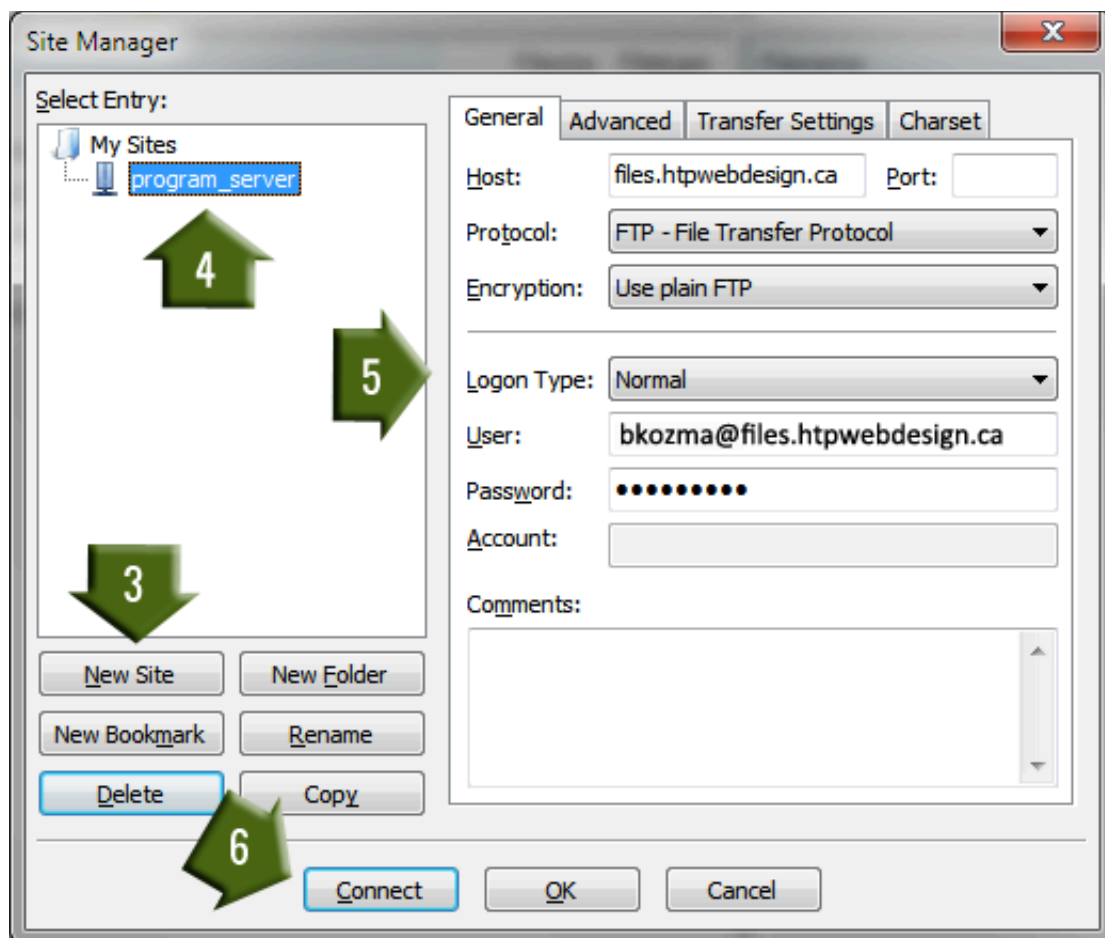 Site Manager
Select Entry:
My Sites
program_server
4
5
3
New Site
New Folder
New Bookmark
Rename
Delete
Copy
General
Advanced
Transfer Settings
Charset
Host:
files.htpwebdesign.ca
Port:
Protocol:
FTP - File Transfer Protocol
Encryption:
Use plain FTP
Logon Type:
Normal
User:
bkozma@files.htpwebdesign.ca
Password:
•••••••••
Account:
Comments:
6
Connect
OK
Cancel